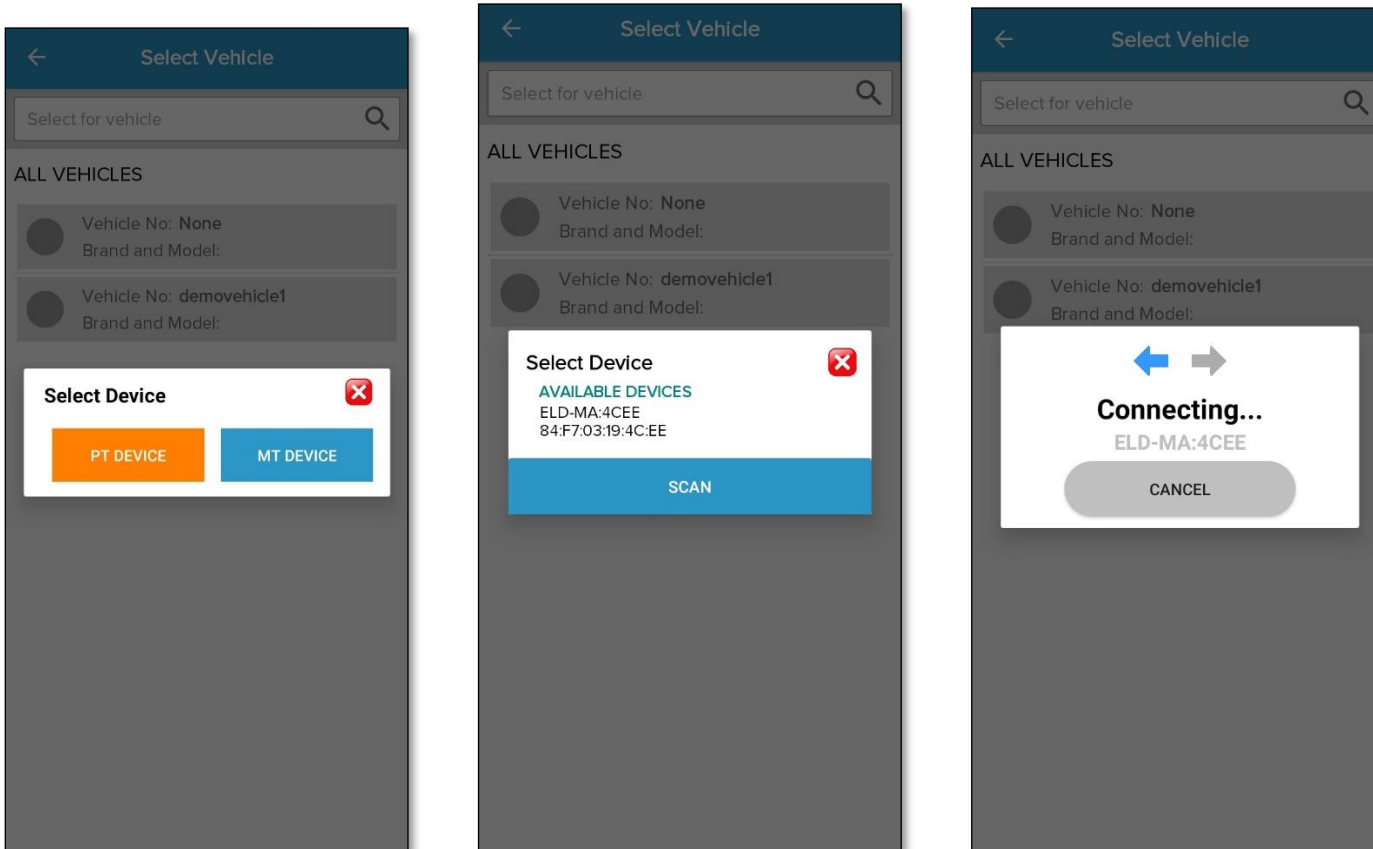 Select Vehicle
Select for vehicle
ALL VEHICLES
Vehicle No: None
Brand and Model:
Vehicle No: demovehicle1
Brand and Model:
Select Device
PT DEVICE
MT DEVICE
Select Vehicle
Select for vehicle
ALL VEHICLES
Vehicle No: None
Brand and Model:
Vehicle No: demovehicle1
Brand and Model:
Select Device
AVAILABLE DEVICES
ELD-MA:4CEE
84:F7:03:19:4C:EE
SCAN
Select Vehicle
Select for vehicle
ALL VEHICLES
Vehicle No: None
Brand and Model:
Vehicle No: demovehicle1
Brand and Model:
Connecting...
ELD-MA:4CEE
CANCEL